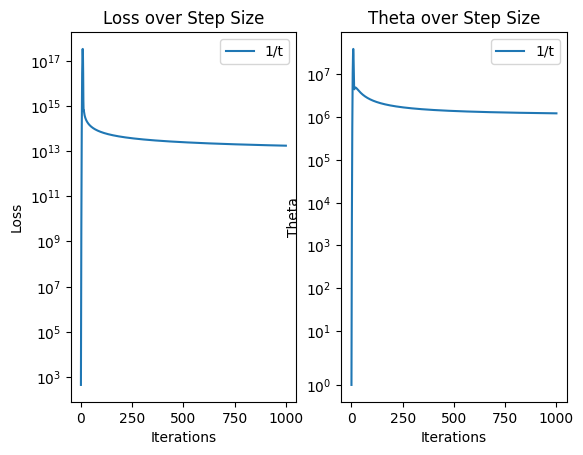 Loss over Step Size
1/t
10^17
10^15
10^13
10^11
10^9
10^7
10^5
10^3
Loss
0 250 500 750 1000
Iterations
Theta over Step Size
1/t
10^7
10^6
10^5
10^4
10^3
10^2
10^1
10^0
Theta
0 250 500 750 1000
Iterations